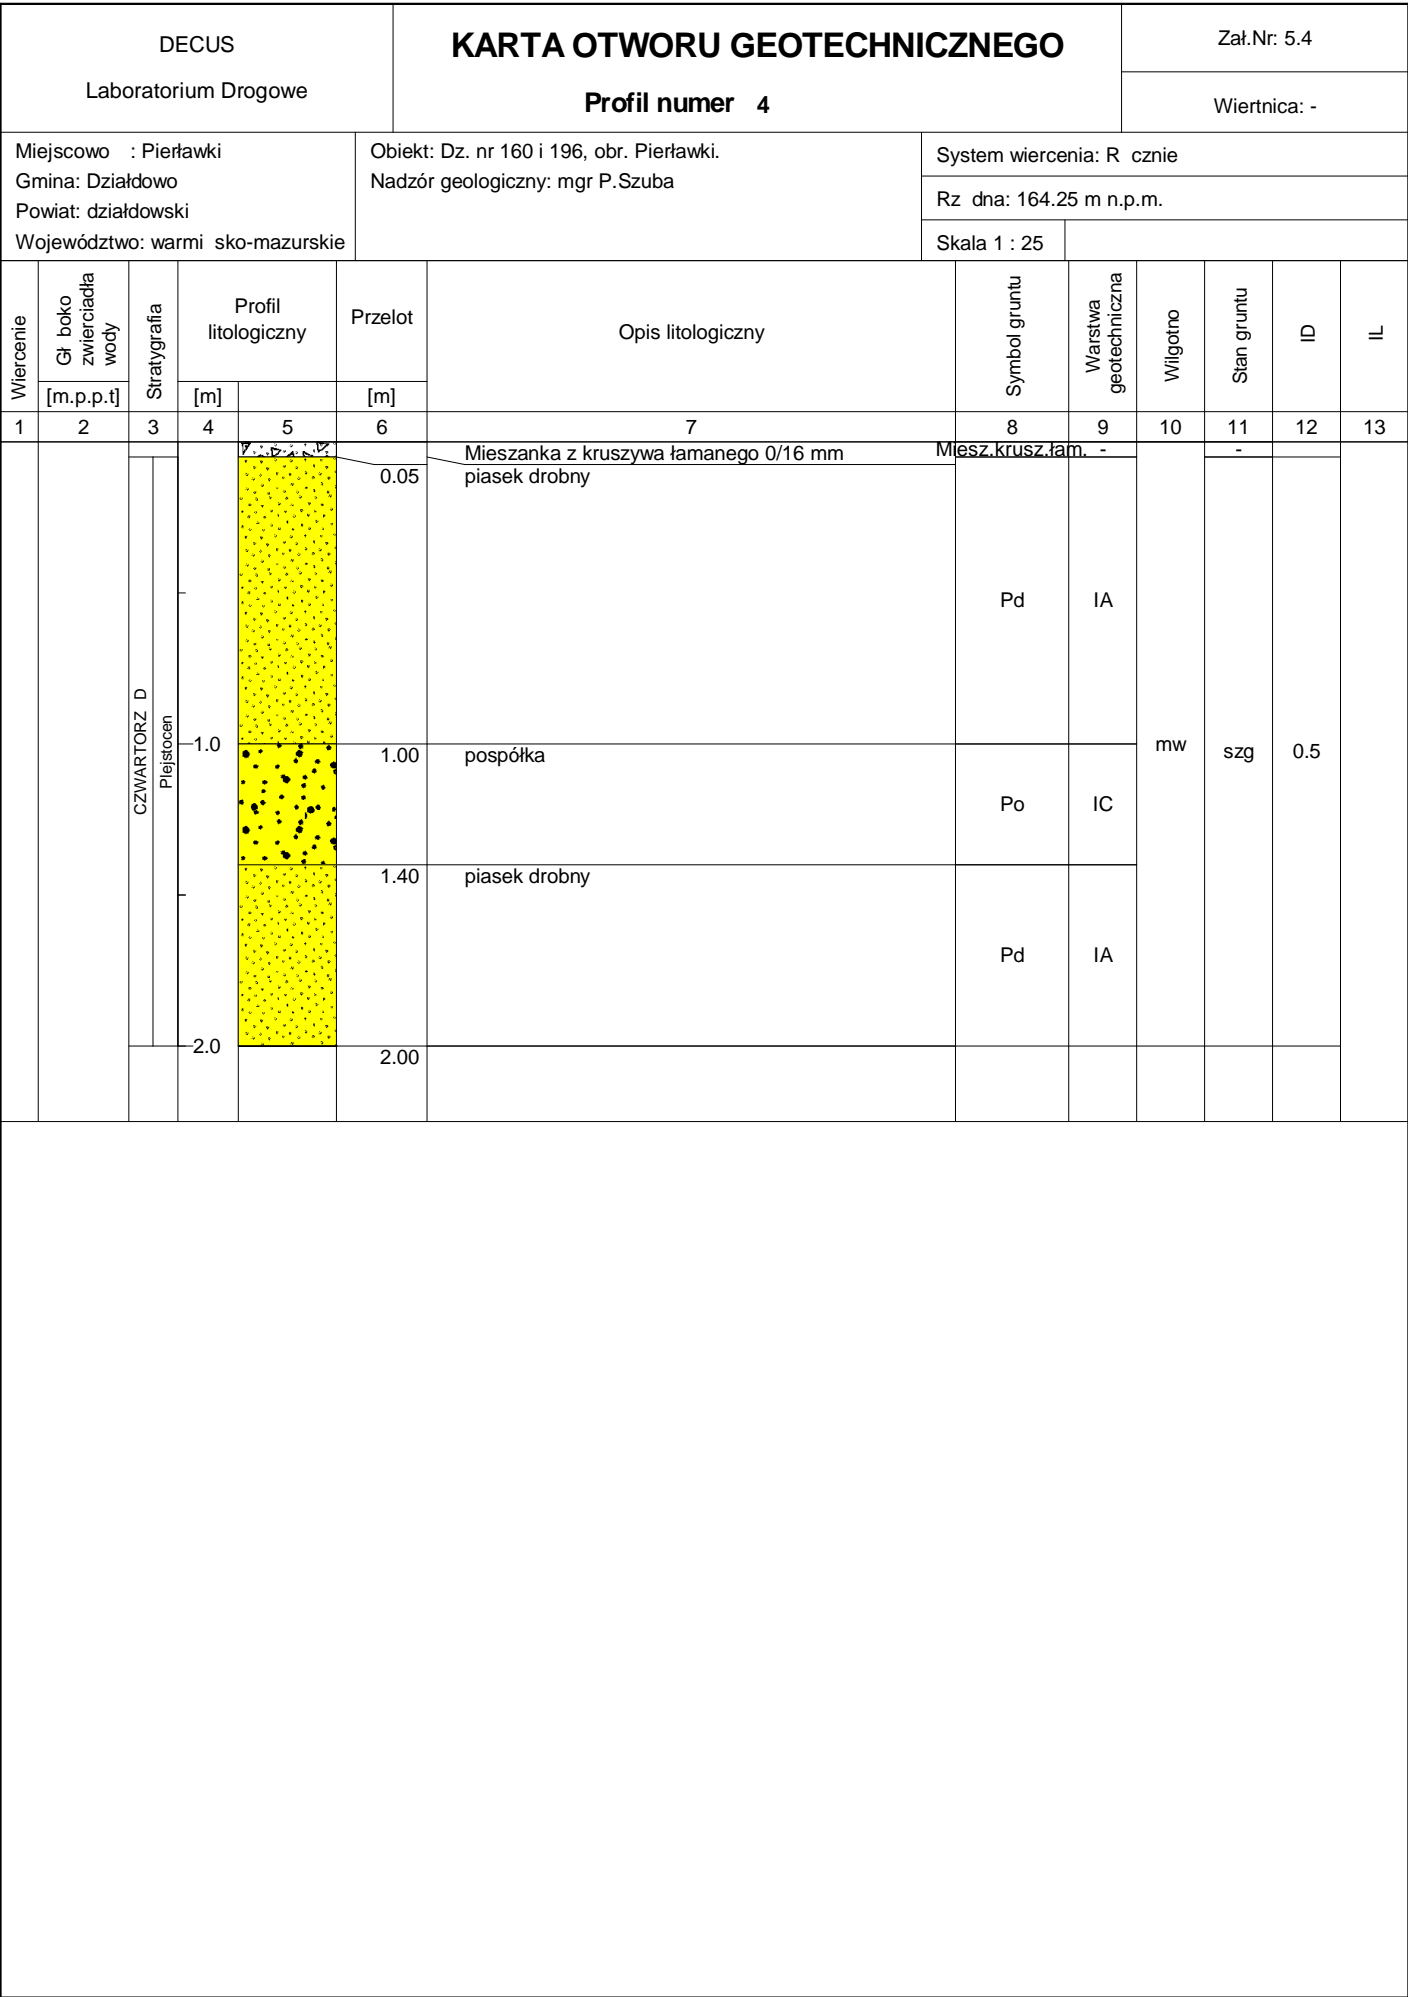 DECUS
Laboratorium Drogowe
KARTA OTWORU GEOTECHNICZNEGO
Profil numer 4
Zał.Nr: 5.4
Wiertnica: -
Miejscowo : Pierławki
Gmina: Działdowo
Powiat: działdowski
Województwo: warmi sko-mazurskie
Obiekt: Dz. nr 160 i 196, obr. Pierławki.
Nadzór geologiczny: mgr P.Szuba
System wiercenia: R cznie
Rz dna: 164.25 m n.p.m.
Skala 1 : 25
Wiercenie
Gł boko
zwierciadła
wody
[m.p.p.t]
Stratygrafia
Profil
litologiczny
[m]
Przelot
[m]
Opis litologiczny
Symbol gruntu
Warstwa
geotechniczna
Wilgotno
Stan gruntu
ID
IL
1 2 3 4 5 6 7 8 9 10 11 12 13
Mieszanka z kruszywa łamanego 0/16 mm Miesz.krusz.łam. - -
0.05 piasek drobny
Pd IA
CZWARTORZ D
Plejstocen
1.0
1.00 pospółka
mw szg 0.5
Po IC
1.40 piasek drobny
Pd IA
2.0
2.00